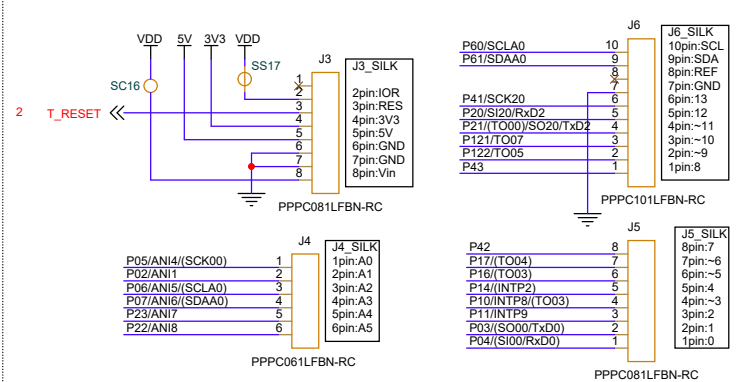 VDD 5V 3V3 VDD
SS17
SC16
2 T_RESET
J3
1
2
3
4
5
6
7
8
J3_SILK
2pin:IOR
3pin:RES
4pin:3V3
5pin:5V
6pin:GND
7pin:GND
8pin:Vin
PPPC081LFBN-RC
J6
P60/SCLA0 10
P61/SDAA0 9
8
7
P41/SCK20 6
P20/SI20/RxD2 5
P21/(TO00)/SO20/TxD2 4
P121/TO07 3
P122/TO05 2
P43 1
J6_SILK
10pin:SCL
9pin:SDA
8pin:REF
7pin:GND
6pin:13
5pin:12
4pin:~11
3pin:~10
2pin:~9
1pin:8
PPPC101LFBN-RC
J4
P05/ANI4/(SCK00) 1
P02/ANI1 2
P06/ANI5/(SCLA0) 3
P07/ANI6/(SDAA0) 4
P23/ANI7 5
P22/ANI8 6
J4_SILK
1pin:A0
2pin:A1
3pin:A2
4pin:A3
5pin:A4
6pin:A5
PPPC061LFBN-RC
J5
P42 8
P17/(TO04) 7
P16/(TO03) 6
P14/(INTP2) 5
P10/INTP8/(TO03) 4
P11/INTP9 3
P03/(SO00/TxD0) 2
P04/(SI00/RxD0) 1
J5_SILK
8pin:7
7pin:~6
6pin:~5
5pin:4
4pin:~3
3pin:2
2pin:1
1pin:0
PPPC081LFBN-RC